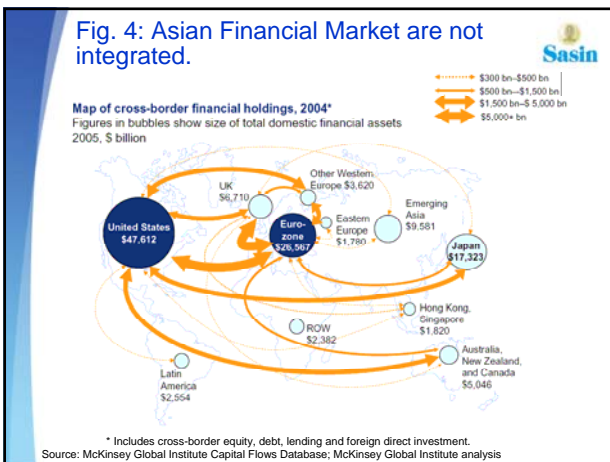 Fig. 4: Asian Financial Market are not
integrated.
Sasin
$300 bn–$500 bn
$500 bn–$1,500 bn
$1,500 bn–$ 5,000 bn
$5,000+ bn
Map of cross-border financial holdings, 2004*
Figures in bubbles show size of total domestic financial assets
2005, $ billion
UK
$6,710
Other Western
Europe $3,620
Emerging
Asia
$9,581
United States
$47,612
Euro-
zone
$26,567
Eastern
Europe
$1,780
Japan
$17,323
Hong Kong,
Singapore
$1,820
ROW
$2,382
Australia,
New Zealand,
and Canada
$5,046
Latin
America
$2,554
* Includes cross-border equity, debt, lending and foreign direct investment.
Source: McKinsey Global Institute Capital Flows Database; McKinsey Global Institute analysis